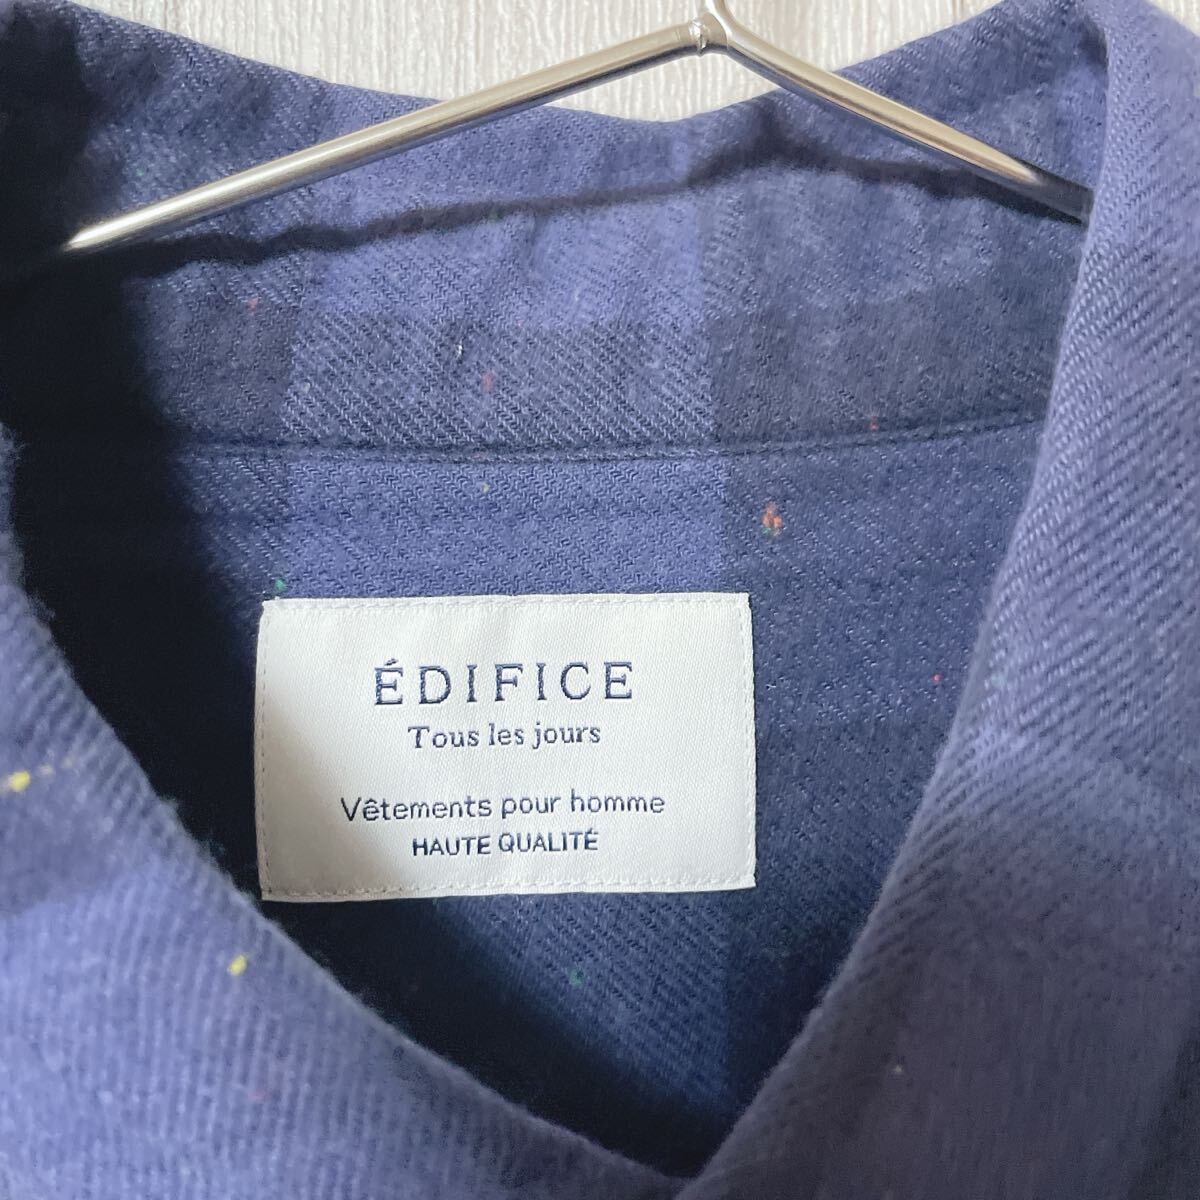 ÉDIFICE
Tous les jours
Vêtements pour homme
HAUTE QUALITÉ